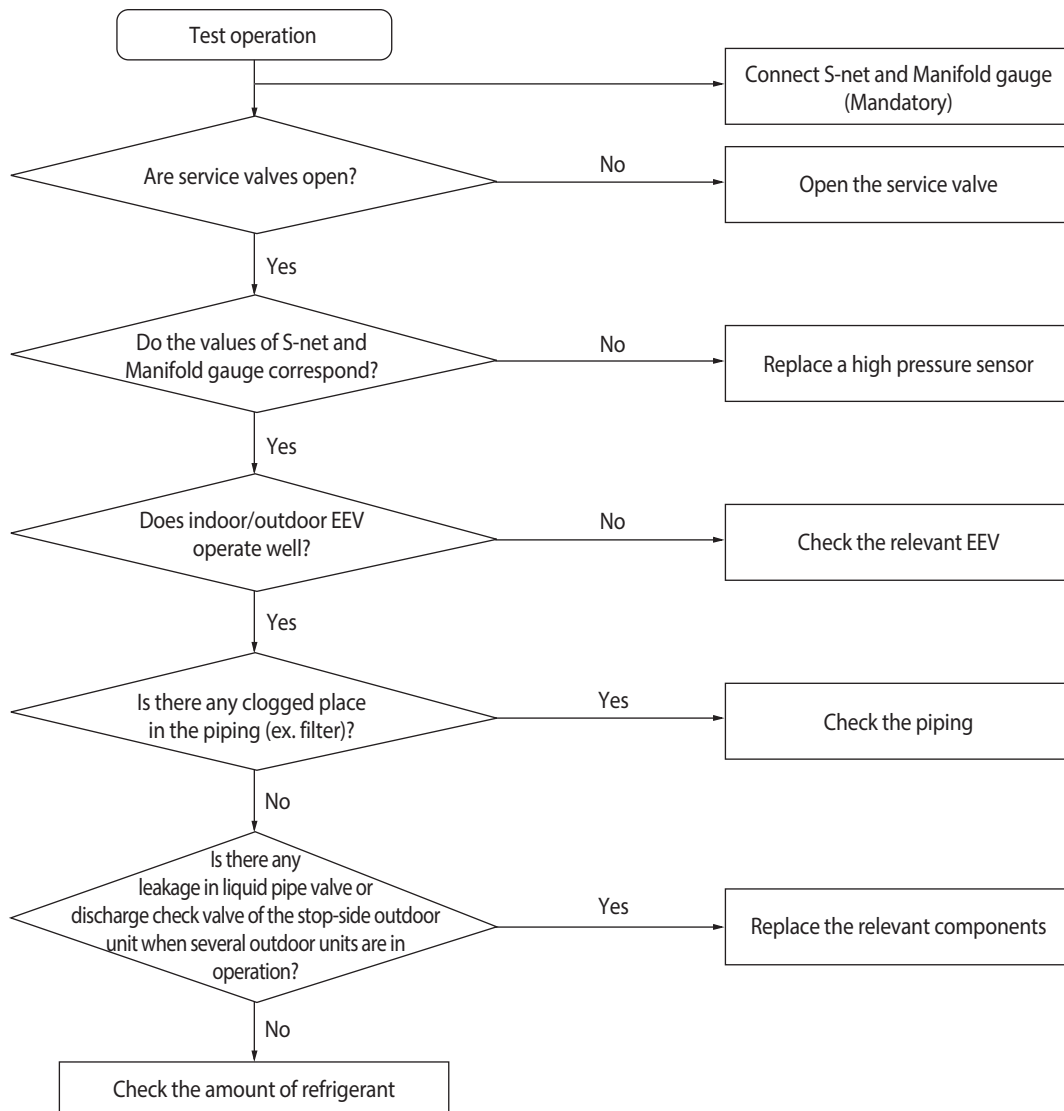 Test operation
Connect S-net and Manifold gauge
(Mandatory)
Are service valves open?
No
Open the service valve
Yes
Do the values of S-net and
Manifold gauge correspond?
No
Replace a high pressure sensor
Yes
Does indoor/outdoor EEV
operate well?
No
Check the relevant EEV
Yes
Is there any clogged place
in the piping (ex. filter)?
Yes
Check the piping
No
Is there any
leakage in liquid pipe valve or
discharge check valve of the stop-side outdoor
unit when several outdoor units are in
operation?
Yes
Replace the relevant components
No
Check the amount of refrigerant